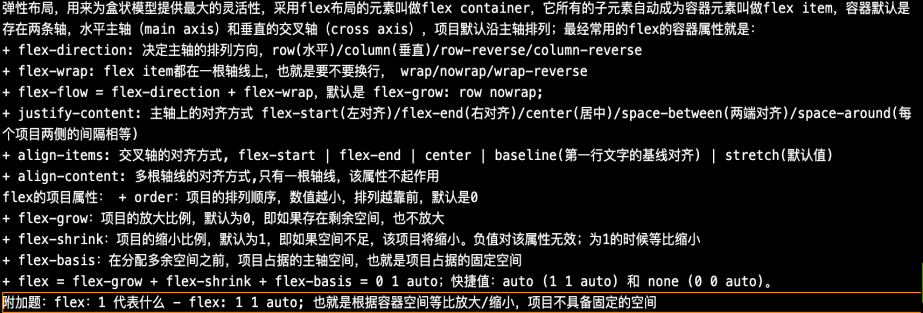 弹性布局，用来为盒状模型提供最大的灵活性，采用flex布局的元素叫做flex container，它所有的子元素自动成为容器元素叫做flex item，容器默认是
存在两条轴，水平主轴（main axis）和垂直的交叉轴（cross axis）, 项目默认沿主轴排列；最经常用的flex的容器属性就是：
+ flex-direction: 决定主轴的排列方向，row(水平)/column(垂直)/row-reverse/column-reverse
+ flex-wrap: flex item都在一根轴线上，也就是要不要换行， wrap/nowrap/wrap-reverse
+ flex-flow = flex-direction + flex-wrap，默认是 flex-grow: row nowrap;
+ justify-content: 主轴上的对齐方式 flex-start(左对齐)/flex-end(右对齐)/center(居中)/space-between(两端对齐)/space-around(每
个项目两侧的间隔相等)
+ align-items: 交叉轴的对齐方式, flex-start | flex-end | center | baseline(第一行文字的基线对齐) | stretch(默认值)
+ align-content: 多根轴线的对齐方式,只有一根轴线，该属性不起作用
flex的项目属性： + order：项目的排列顺序，数值越小，排列越靠前，默认是0
+ flex-grow：项目的放大比例，默认为0，即如果存在剩余空间，也不放大
+ flex-shrink：项目的缩小比例，默认为1，即如果空间不足，该项目将缩小。负值对该属性无效；为1的时候等比缩小
+ flex-basis：在分配多余空间之前，项目占据的主轴空间，也就是项目占据的固定空间
+ flex = flex-grow + flex-shrink + flex-basis = 0 1 auto；快捷值：auto (1 1 auto) 和 none (0 0 auto)。
附加题：flex：1 代表什么 - flex: 1 1 auto; 也就是根据容器空间等比放大/缩小，项目不具备固定的空间